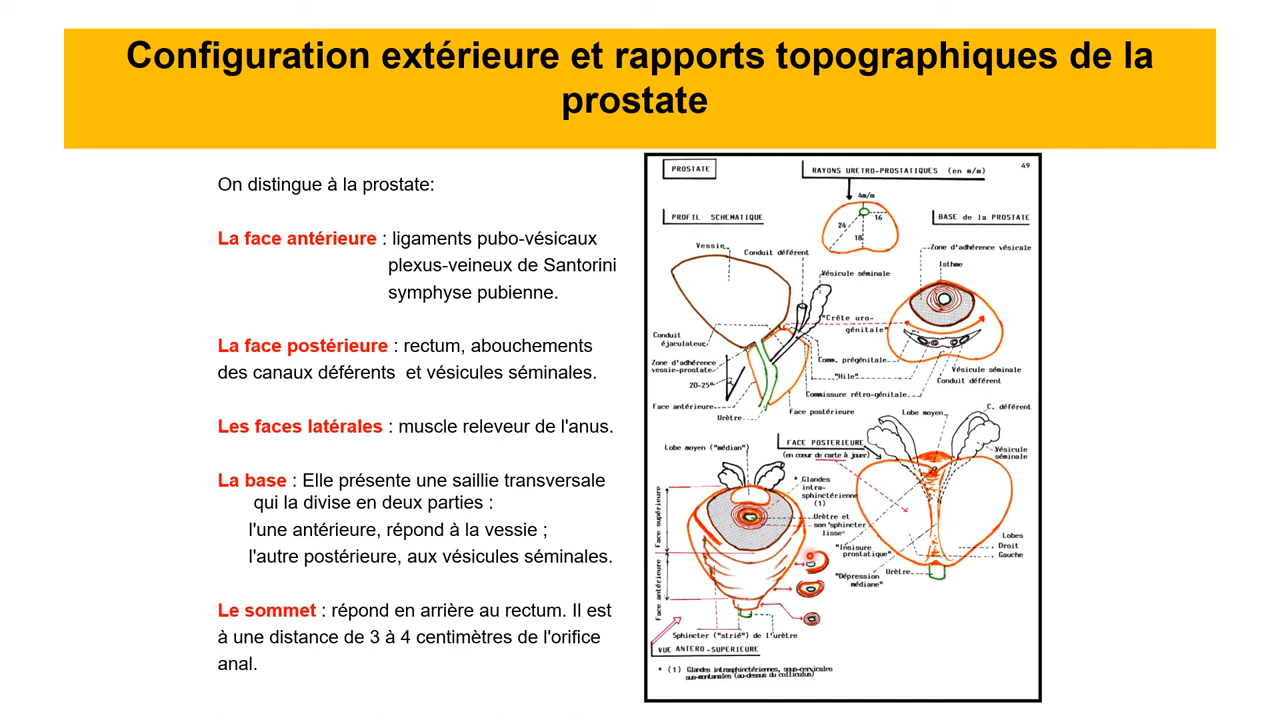 Configuration extérieure et rapports topographiques de la
prostate
On distingue à la prostate:
La face antérieure : ligaments pubo-vésicaux
plexus-veineux de Santorini
symphyse pubienne.
La face postérieure : rectum, abouchements
des canaux déférents et vésicules séminales.
Les faces latérales : muscle releveur de l'anus.
La base : Elle présente une saillie transversale
qui la divise en deux parties :
l'une antérieure, répond à la vessie ;
l'autre postérieure, aux vésicules séminales.
Le sommet : répond en arrière au rectum. Il est
à une distance de 3 à 4 centimètres de l'orifice
anal.
49
PROSTATE
RAYONS URETRO-PROSTATIQUES (en m/m)
4m/m
16
24
18
PROFIL SCHEMATIQUE
BASE de la PROSTATE
Vessie
Conduit déférent
Vésicule séminale
Zone d'adhérence vésicale
Isthme
"Crête uro-
génitale"
Conduit
éjaculateur
Zone d'adhérence
vessie-prostate
20-25°
Face antérieure
Urètre
Face postérieure
Comm. prégénitale
"Hile"
Commissure rétro-génitale
Vésicule séminale
Conduit déférent
Lobe moyen
C. déférent
FACE POSTERIEURE
(en cœur de carte à jouer)
Vésicule
séminale
Lobe moyen ("médian")
* Glandes
intra-
sphinctérienne
(1)
Urètre et
son "sphincter
lisse"
"Insisure
prostatique"
"Dépression
médiane"
Urètre
Lobes
Droit
Gauche
Face supérieure
Face antérieure
Sphincter ("strié") de l'urètre
VUE ANTERO-SUPERIEURE
* (1) Glandes intrasphinctériennes, sous-cervicales
sus-montanales (au-dessus du colliculus)